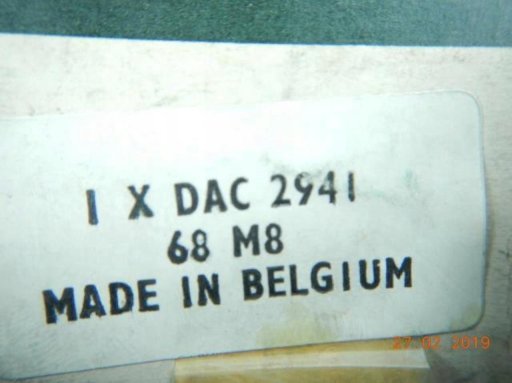 1 X DAC 2941
68 M8
MADE IN BELGIUM
27 02 2019